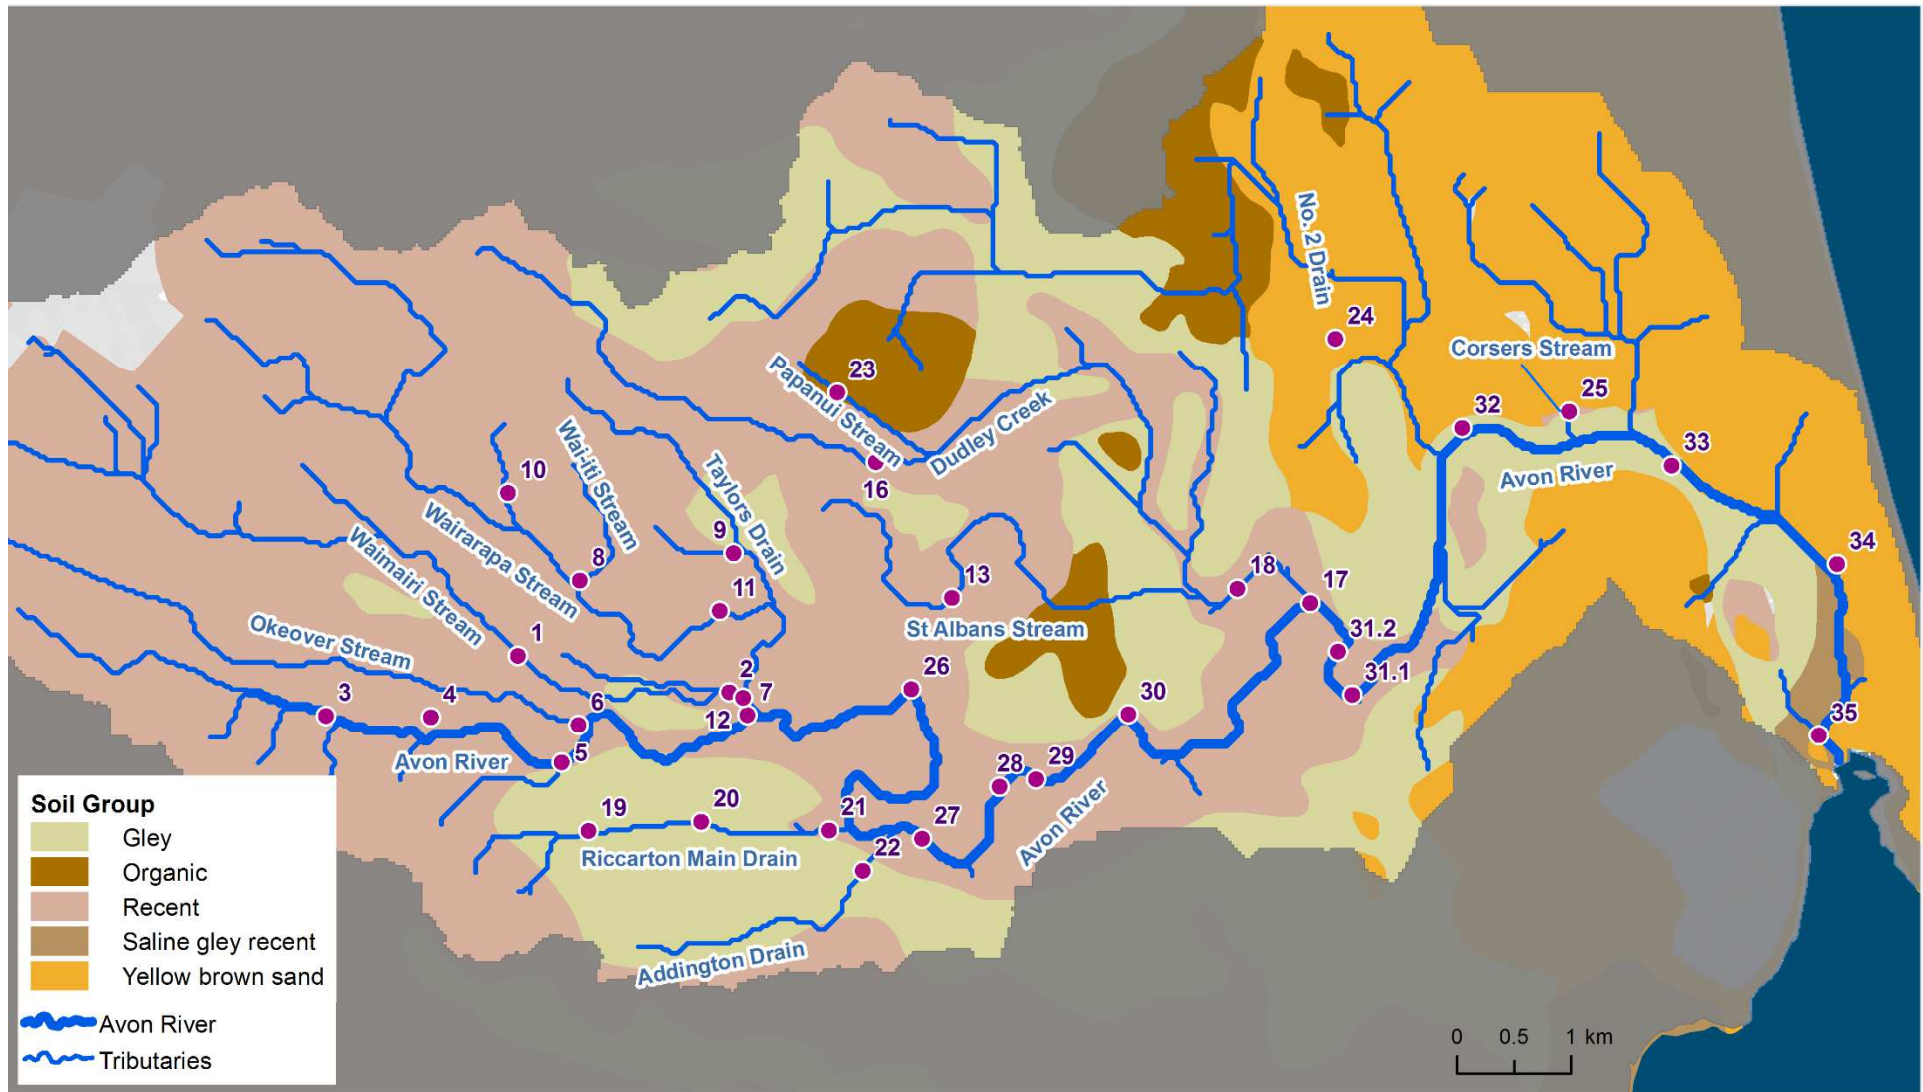 No. 2 Drain
24
Corsers Stream
25
23
Papanui Stream
32
Dudley Creek
33
Avon River
10
Wai-iti Stream
Taylors Drain
16
Wairarapa Stream
9
Waimairi Stream
8
34
13
18
17
11
Okeover Stream
1
St Albans Stream
31.2
26
31.1
2
7
3
4
6
12
30
35
5
Avon River
28
29
Soil Group
Gley
Organic
Recent
Saline gley recent
Yellow brown sand
Avon River
Tributaries
19
20
21
27
22
Avon River
Riccarton Main Drain
Addington Drain
0 0.5 1 km